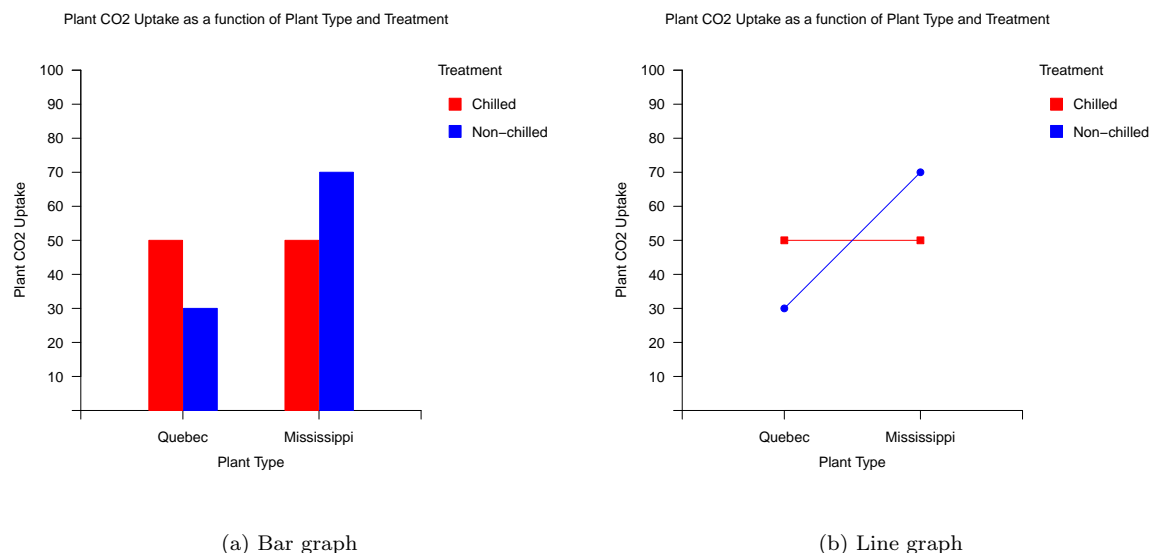 Plant CO2 Uptake as a function of Plant Type and Treatment
Plant CO2 Uptake
100
90
80
70
60
50
40
30
20
10
Quebec Mississippi
Plant Type
Treatment
Chilled
Non−chilled
(a) Bar graph
Plant CO2 Uptake as a function of Plant Type and Treatment
Plant CO2 Uptake
100
90
80
70
60
50
40
30
20
10
Quebec Mississippi
Plant Type
Treatment
Chilled
Non−chilled
(b) Line graph